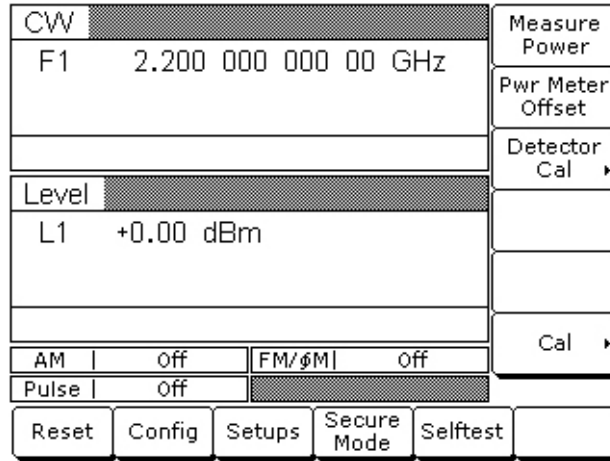 CW
F1 2.200 000 000 00 GHz
Level
L1 +0.00 dBm
AM | Off
FM/ϕM| Off
Pulse | Off
Measure
Power
Pwr Meter
Offset
Detector
Cal
Cal
Reset
Config
Setups
Secure
Mode
Selftest